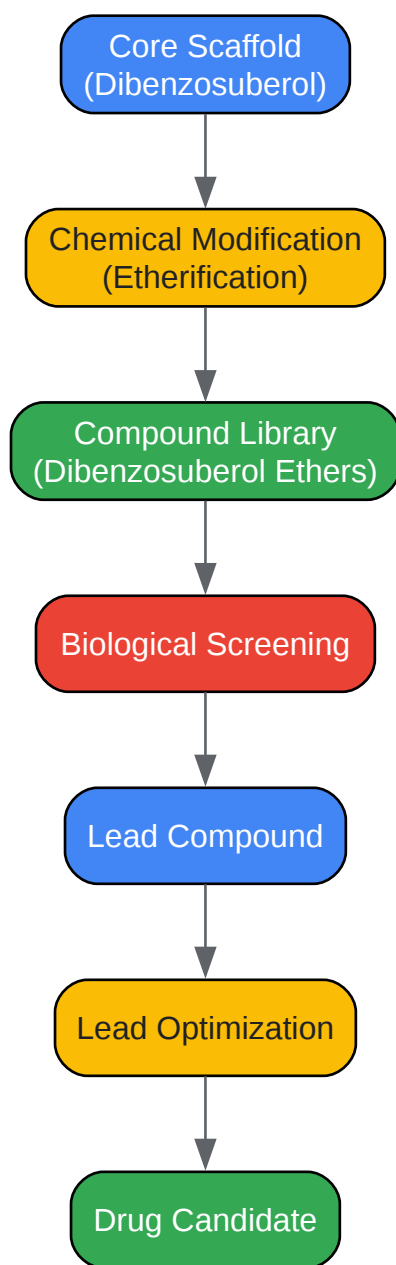 Core Scaffold
(Dibenzosuberol)
Chemical Modification
(Etherification)
Compound Library
(Dibenzosuberol Ethers)
Biological Screening
Lead Compound
Lead Optimization
Drug Candidate